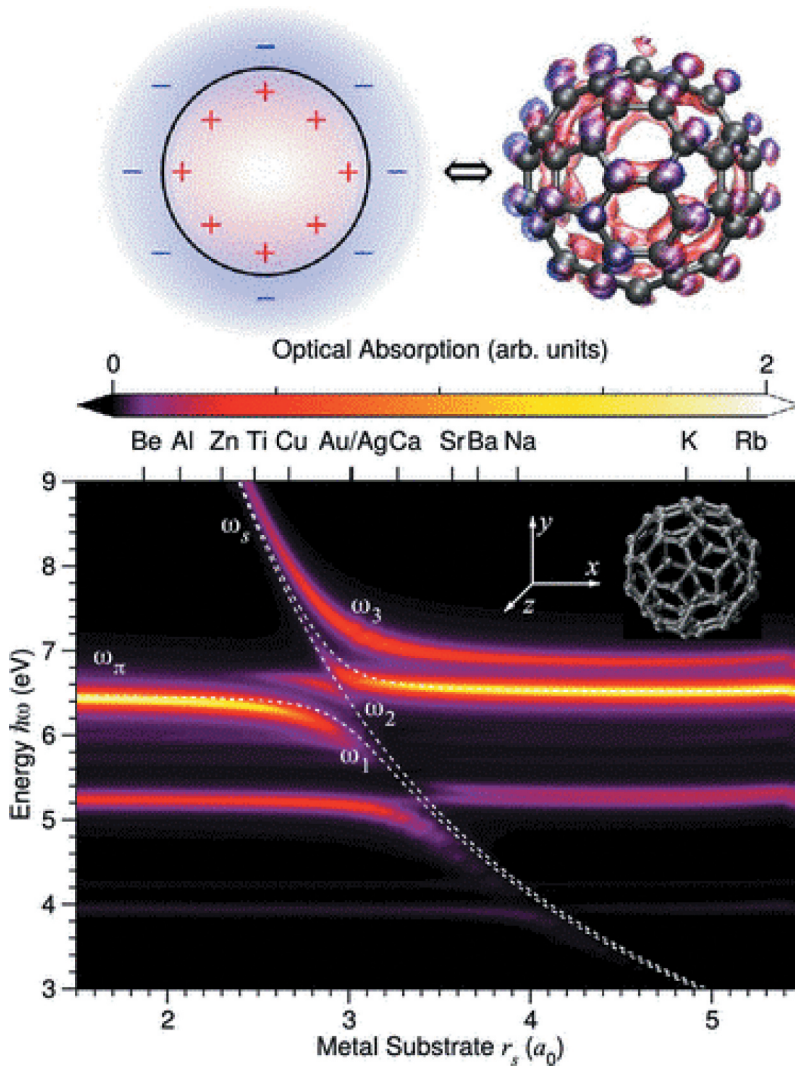 − − − − − − − −
+ + + + + + + +
⇔
Optical Absorption (arb. units)
0 2
Be Al Zn Ti Cu Au/Ag Ca Sr Ba Na K Rb
9
8
7
6
5
4
3
Energy ħω (eV)
ωs
ω3
ωπ
ω2
ω1
y
x
z
2 3 4 5
Metal Substrate rs (a0)